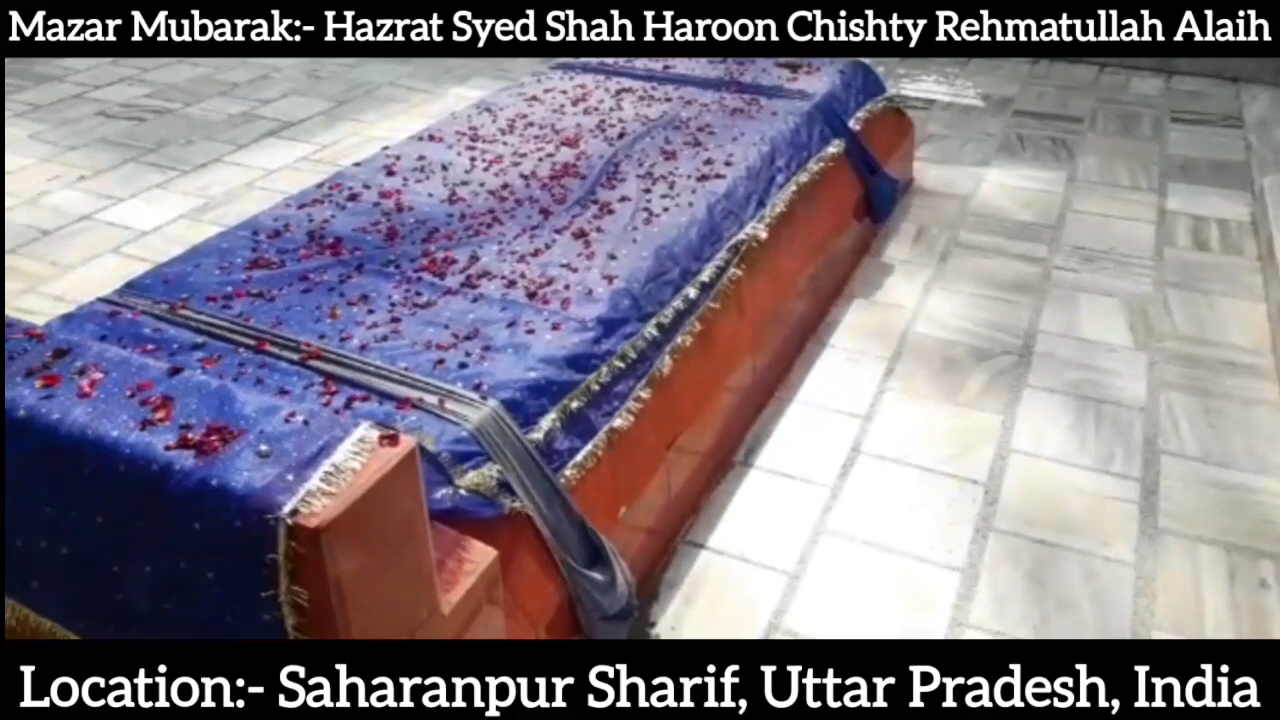 Mazar Mubarak:- Hazrat Syed Shah Haroon Chishty Rehmatullah Alaih
Location:- Saharanpur Sharif, Uttar Pradesh, India